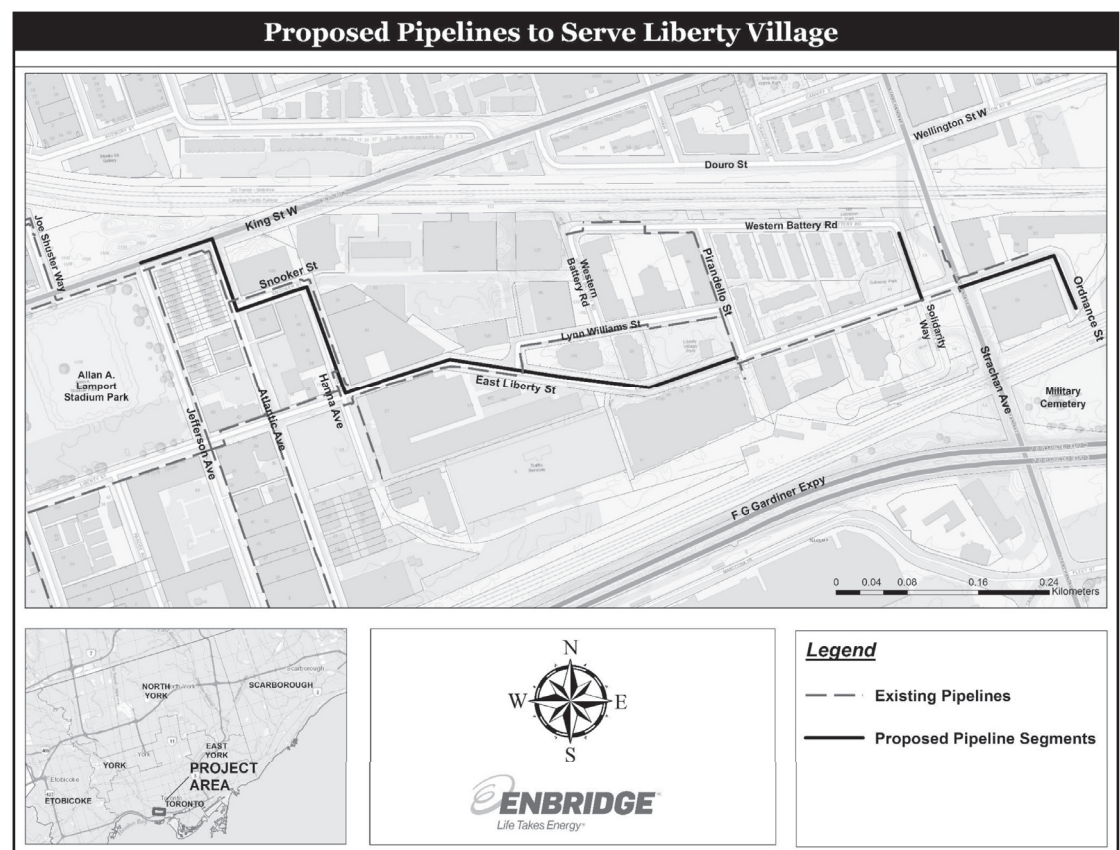 Proposed Pipelines to Serve Liberty Village
Wellington St W
Douro St
King St W
Joe Shuster Way
Western Battery Rd
Snooker St
Western
Battery Rd
Pirandello St
Ordnance St
Lynn Williams St
Solidarity
Way
Allan A.
Lamport
Stadium Park
Hanna Ave
East Liberty St
Strachan Ave
Military
Cemetery
Jefferson Ave
Atlantic Ave
F G Gardiner Expy
0 0.04 0.08 0.16 0.24
Kilometers
Scarborough
NORTH
YORK
SCARBOROUGH
EAST
YORK
YORK
PROJECT
AREA
Etobicoke
ETOBICOKE
Toronto
TORONTO
N
W E
S
ENBRIDGE
Life Takes Energy
Legend
Existing Pipelines
Proposed Pipeline Segments